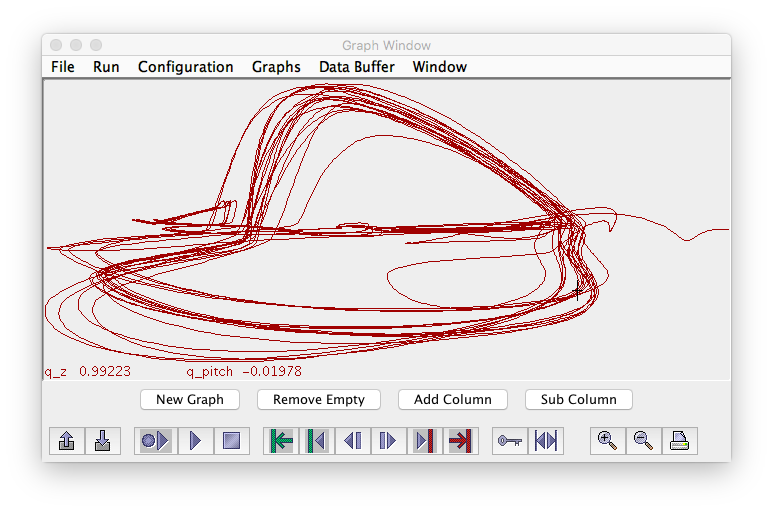 Graph Window
File Run Configuration Graphs Data Buffer Window
q_z 0.99223 q_pitch -0.01978
New Graph Remove Empty Add Column Sub Column